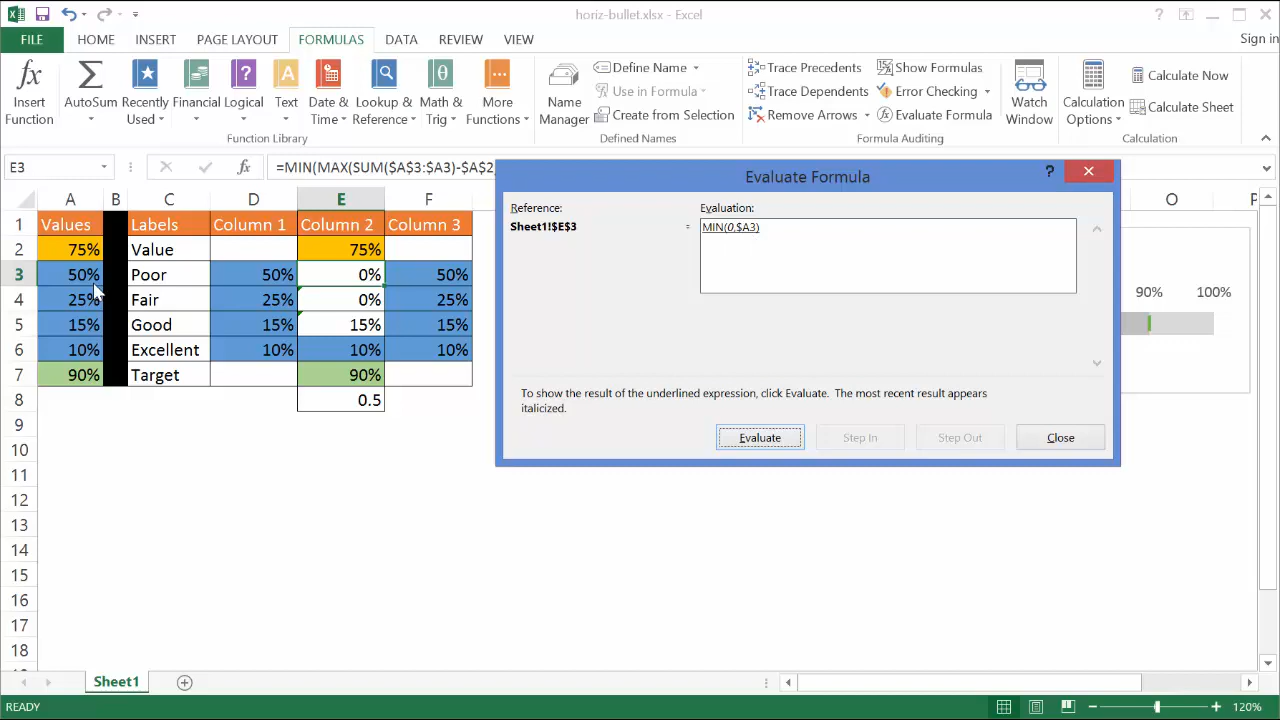 horiz-bullet.xlsx - Excel
FILE HOME INSERT PAGE LAYOUT FORMULAS DATA REVIEW VIEW Sign in
Insert Function
AutoSum
Recently Used
Financial
Logical
Text
Date & Time
Lookup & Reference
Math & Trig
More Functions
Function Library
Name Manager
Define Name
Use in Formula
Create from Selection
Defined Names
Trace Precedents
Trace Dependents
Remove Arrows
Show Formulas
Error Checking
Evaluate Formula
Formula Auditing
Watch Window
Calculation Options
Calculate Now
Calculate Sheet
Calculation
E3 fx =MIN(MAX(SUM($A$3:$A3)-$A$2,
A B C D E F O P
1 Values Labels Column 1 Column 2 Column 3
2 75% Value 75%
3 50% Poor 50% 0% 50%
4 25% Fair 25% 0% 25%
5 15% Good 15% 15% 15%
6 10% Excellent 10% 10% 10%
7 90% Target 90%
8 0.5
9
10
11
12
13
14
15
16
17
18
90% 100%
Evaluate Formula
Reference:
Sheet1!$E$3
=
Evaluation:
MIN(0,$A3)
To show the result of the underlined expression, click Evaluate. The most recent result appears
italicized.
Evaluate Step In Step Out Close
Sheet1
READY 120%